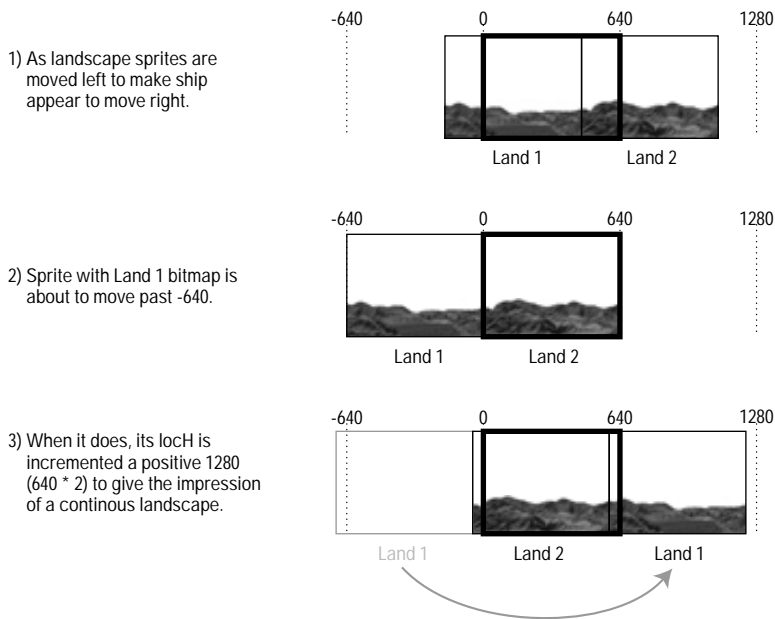 -640 0 640 1280
1) As landscape sprites are
moved left to make ship
appear to move right.
Land 1 Land 2
-640 0 640 1280
2) Sprite with Land 1 bitmap is
about to move past -640.
Land 1 Land 2
-640 0 640 1280
3) When it does, its locH is
incremented a positive 1280
(640 * 2) to give the impression
of a continous landscape.
Land 1 Land 2 Land 1